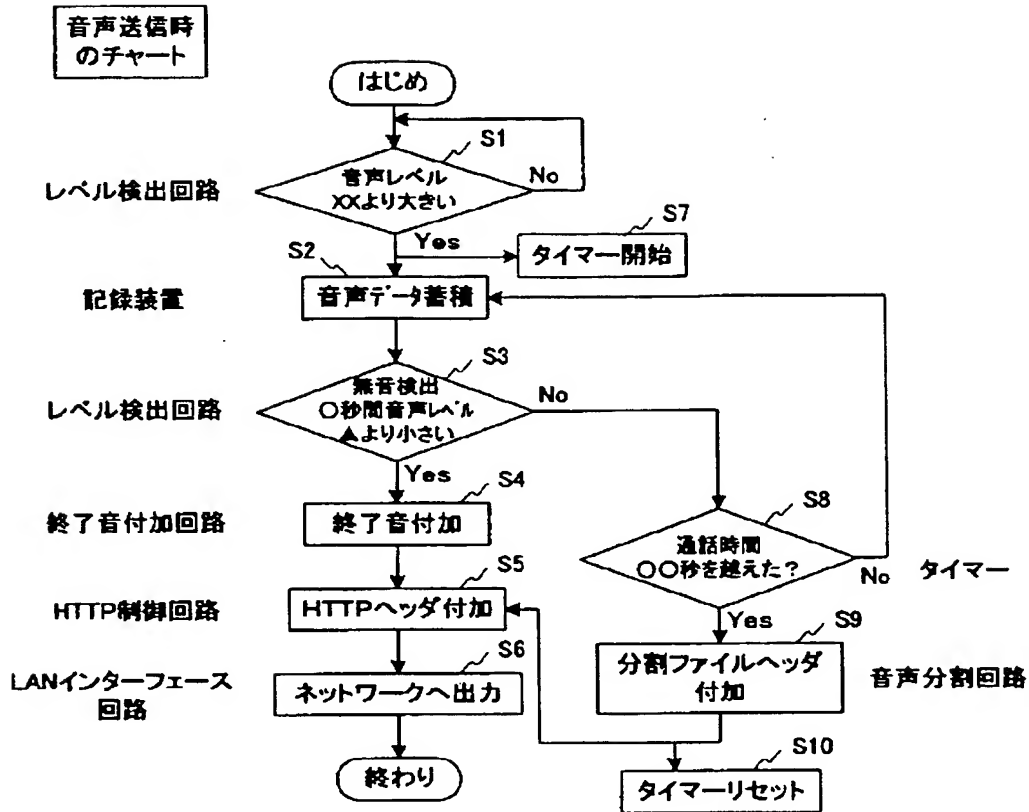 音声送信時
のチャート
はじめ
S1
レベル検出回路
音声レベル
XXより大きい
No
Yes
S7
タイマー開始
S2
記録装置
音声データ蓄積
S3
レベル検出回路
無音検出
○秒間音声レベル
▲より小さい
No
Yes
S4
終了音付加回路
終了音付加
S8
通話時間
○○秒を越えた?
No
タイマー
Yes
S5
HTTP制御回路
HTTPヘッダ付加
S9
分割ファイルヘッダ
付加
音声分割回路
S6
LANインターフェース
回路
ネットワークへ出力
S10
タイマーリセット
終わり